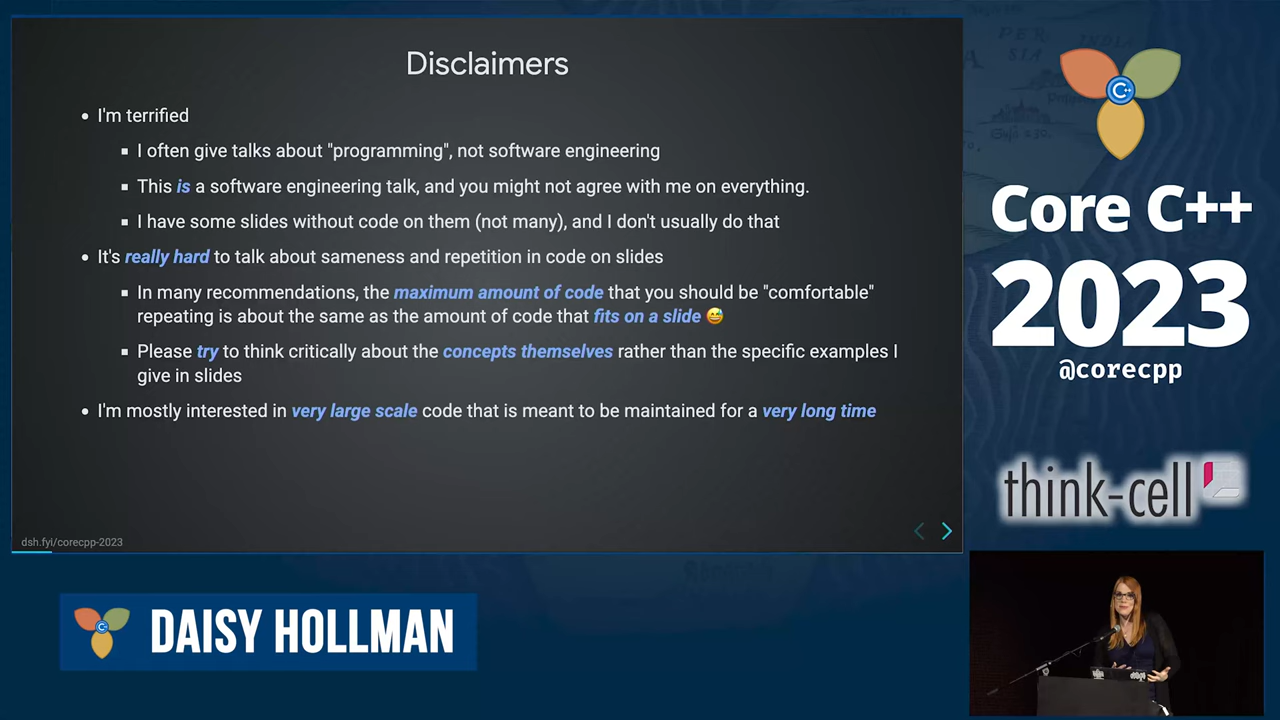 Disclaimers
• I'm terrified
▪ I often give talks about "programming", not software engineering
▪ This is a software engineering talk, and you might not agree with me on everything.
▪ I have some slides without code on them (not many), and I don't usually do that
• It's really hard to talk about sameness and repetition in code on slides
▪ In many recommendations, the maximum amount of code that you should be "comfortable"
repeating is about the same as the amount of code that fits on a slide 😅
▪ Please try to think critically about the concepts themselves rather than the specific examples I
give in slides
• I'm mostly interested in very large scale code that is meant to be maintained for a very long time
dsh.fyi/corecpp-2023
C++
Core C++
2023
@corecpp
think-cell
C++
DAISY HOLLMAN